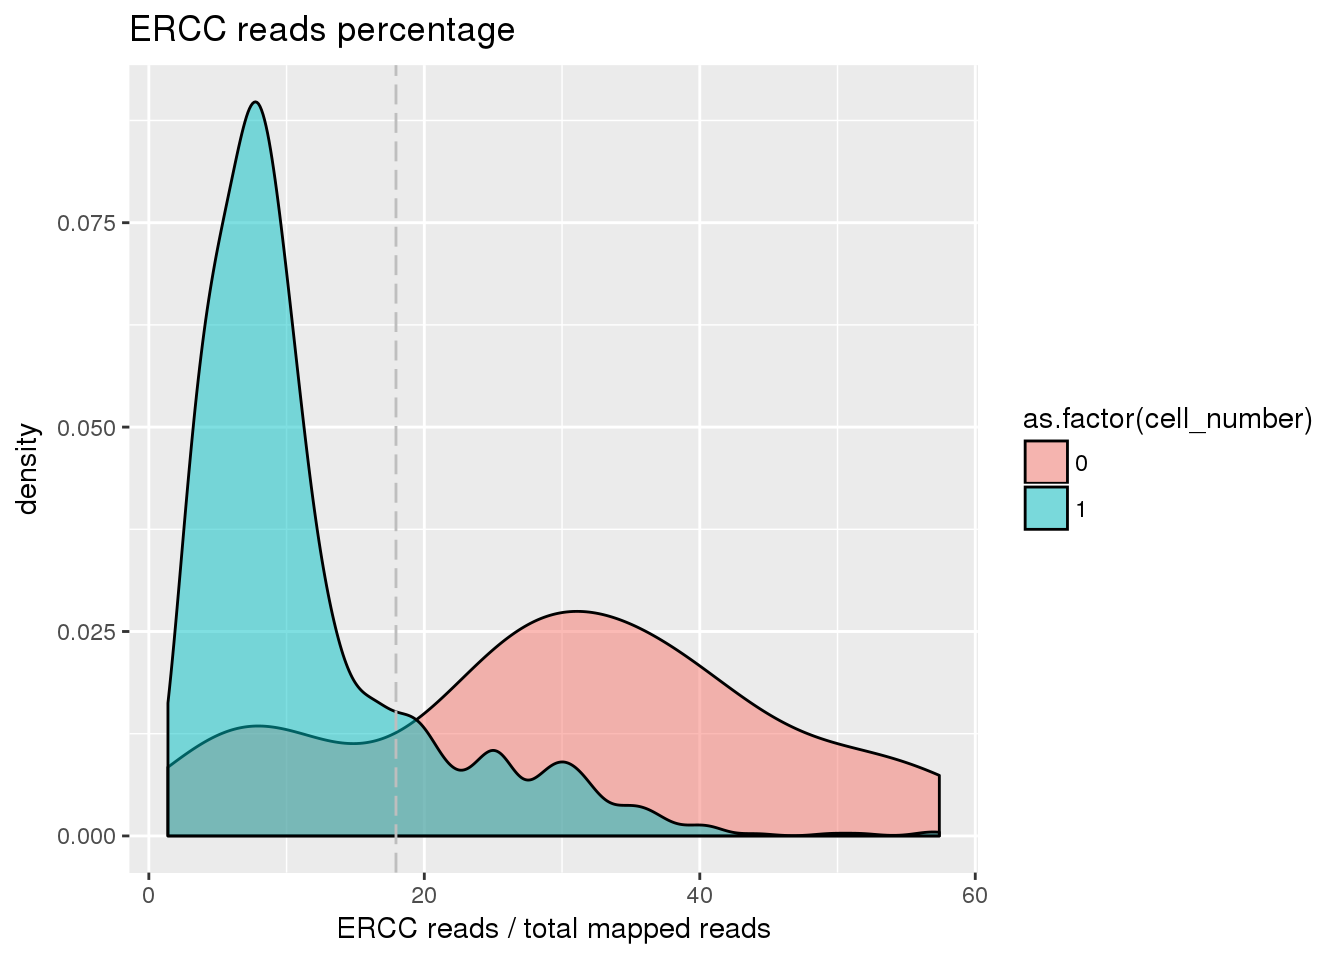 ERCC reads percentage
density
0.075
0.050
0.025
0.000
0 20 40 60
ERCC reads / total mapped reads
as.factor(cell_number)
0
1